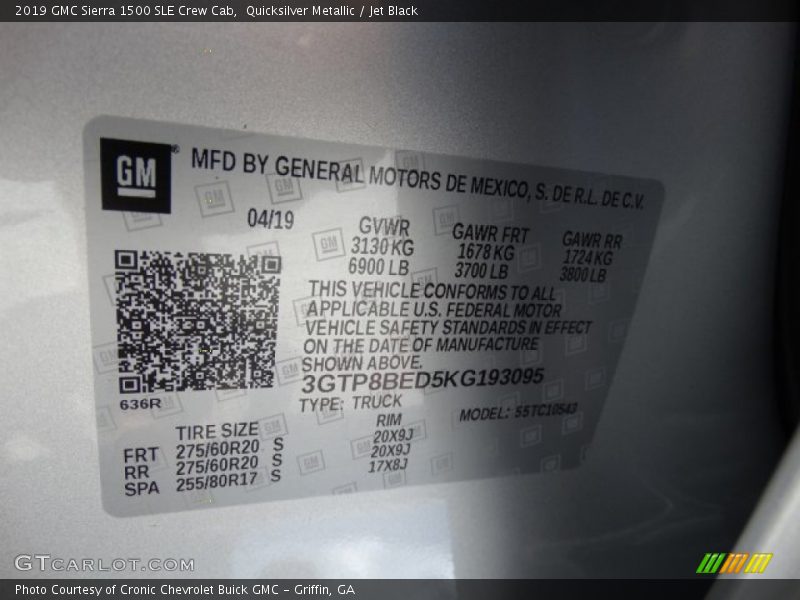 2019 GMC Sierra 1500 SLE Crew Cab, Quicksilver Metallic / Jet Black
GM®
MFD BY GENERAL MOTORS DE MEXICO, S. DE R.L. DE C.V.
04/19
GVWR
3130 KG
6900 LB
GAWR FRT
1678 KG
3700 LB
GAWR RR
1724 KG
3800 LB
THIS VEHICLE CONFORMS TO ALL
APPLICABLE U.S. FEDERAL MOTOR
VEHICLE SAFETY STANDARDS IN EFFECT
ON THE DATE OF MANUFACTURE
SHOWN ABOVE.
3GTP8BED5KG193095
TYPE: TRUCK
MODEL: 55TC10543
636R
TIRE SIZE
RIM
FRT 275/60R20 S 20X9J
RR 275/60R20 S 20X9J
SPA 255/80R17 S 17X8J
GTCARLOT.COM
Photo Courtesy of Cronic Chevrolet Buick GMC – Griffin, GA